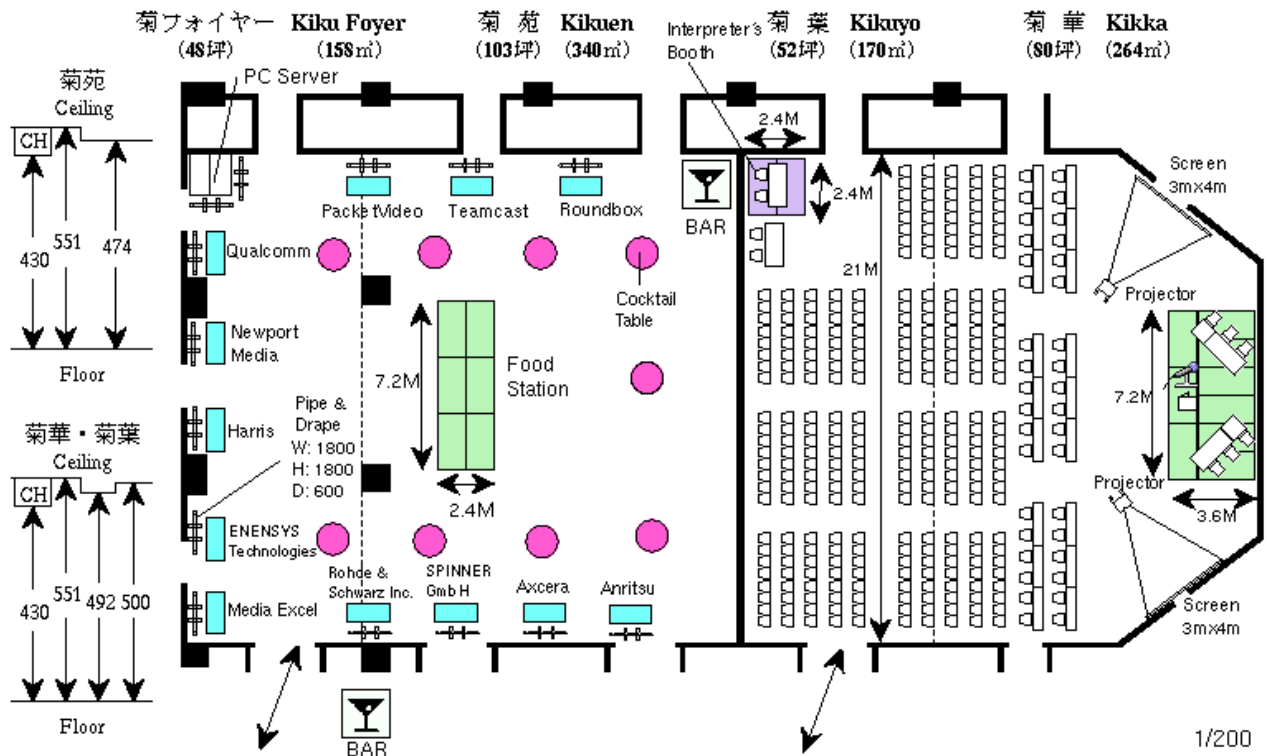 菊フォイヤー Kiku Foyer
(48坪) (158㎡)
菊 苑 Kikuen
(103坪) (340㎡)
菊 葉 Kikuyo
(52坪) (170㎡)
菊 華 Kikka
(80坪) (264㎡)
Interpreter's
Booth
PC Server
菊苑
Ceiling
CH
430
551
474
Floor
菊華・菊葉
Ceiling
CH
430
551
492
500
Floor
PacketVideo
Teamcast
Roundbox
BAR
2.4M
2.4M
Screen
3mx4m
Qualcomm
Newport
Media
Harris
Pipe &
Drape
W: 1800
H: 1800
D: 600
ENENSYS
Technologies
Media Excel
Cocktail
Table
7.2M
Food
Station
2.4M
21M
Projector
7.2M
Projector
3.6M
Rohde &
Schwarz Inc.
SPINNER
GmbH
Axcera
Anritsu
Screen
3mx4m
BAR
1/200